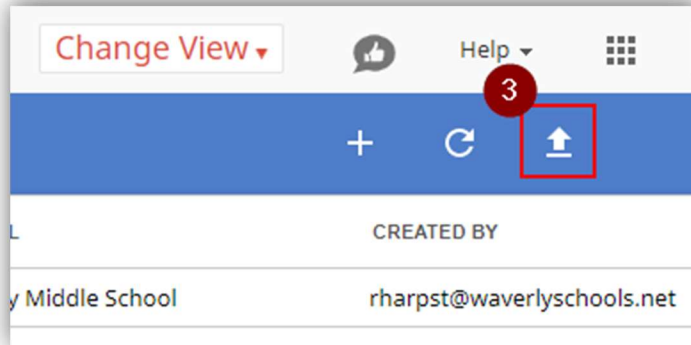 Change View
Help
3
L CREATED BY
y Middle School rharpst@waverlyschools.net